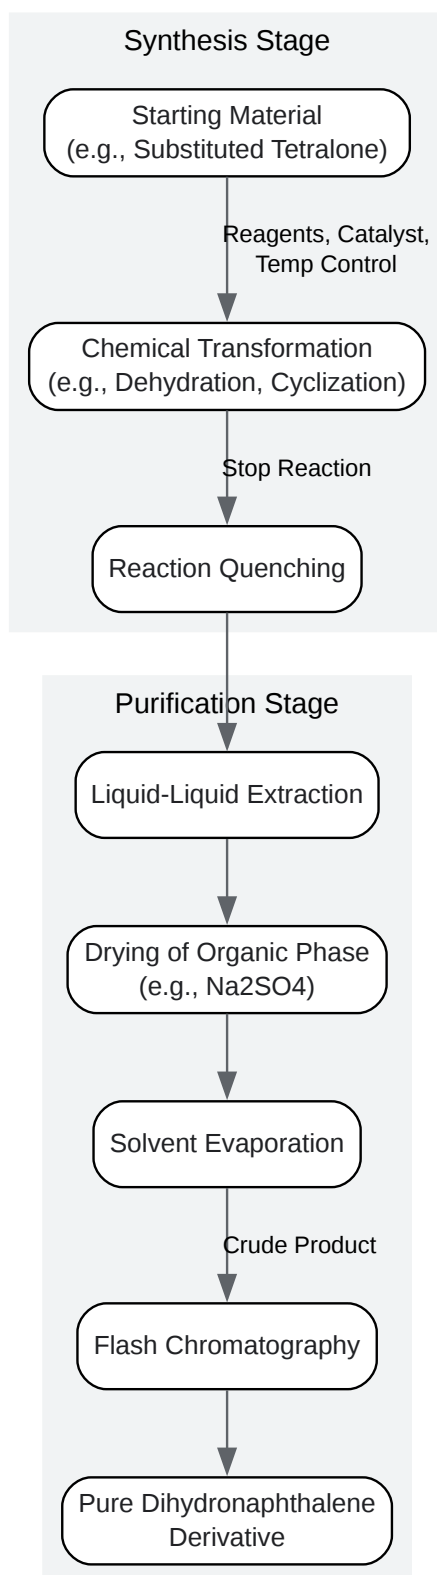 Synthesis Stage
Starting Material
(e.g., Substituted Tetralone)
Reagents, Catalyst,
Temp Control
Chemical Transformation
(e.g., Dehydration, Cyclization)
Stop Reaction
Reaction Quenching
Purification Stage
Liquid-Liquid Extraction
Drying of Organic Phase
(e.g., Na2SO4)
Solvent Evaporation
Crude Product
Flash Chromatography
Pure Dihydronaphthalene
Derivative